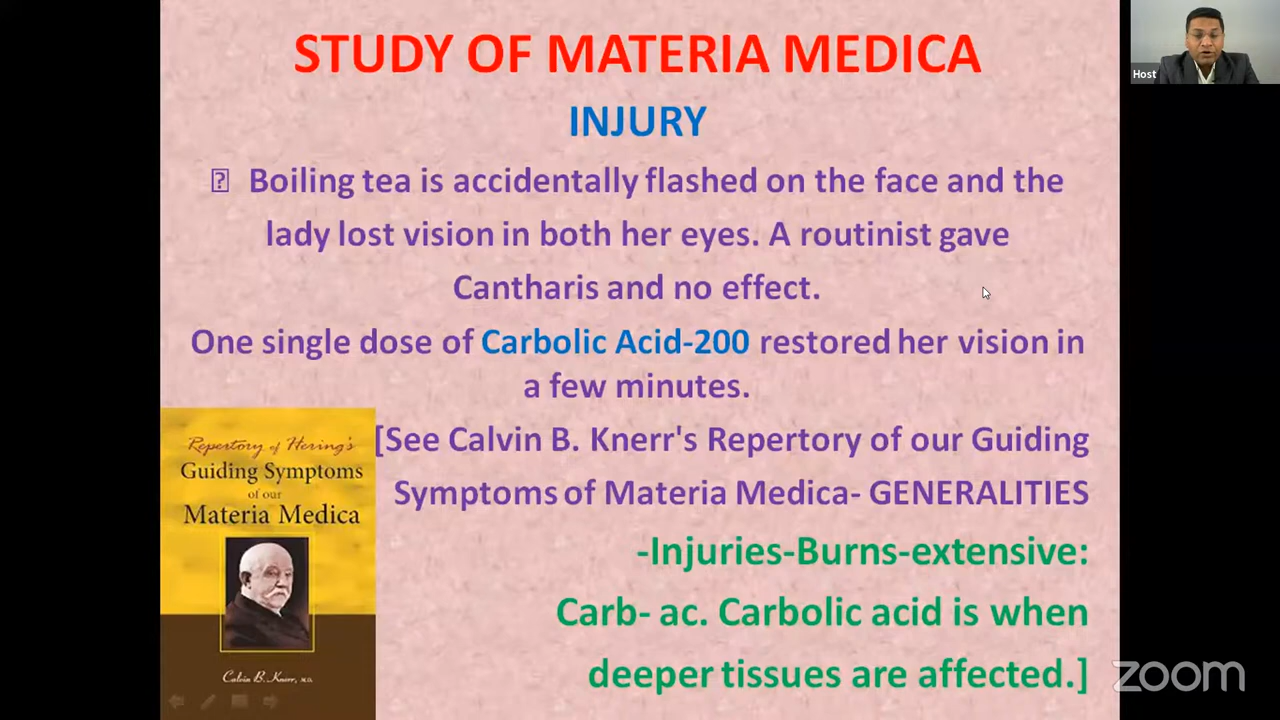 STUDY OF MATERIA MEDICA
Host
INJURY
Boiling tea is accidentally flashed on the face and the
lady lost vision in both her eyes. A routinist gave
Cantharis and no effect.
One single dose of Carbolic Acid-200 restored her vision in
a few minutes.
[See Calvin B. Knerr's Repertory of our Guiding
Symptoms of Materia Medica- GENERALITIES
-Injuries-Burns-extensive:
Carb- ac. Carbolic acid is when
deeper tissues are affected.]
Repertory of Hering's
Guiding Symptoms
of our
Materia Medica
Calvin B. Knerr, M.D.
zoom